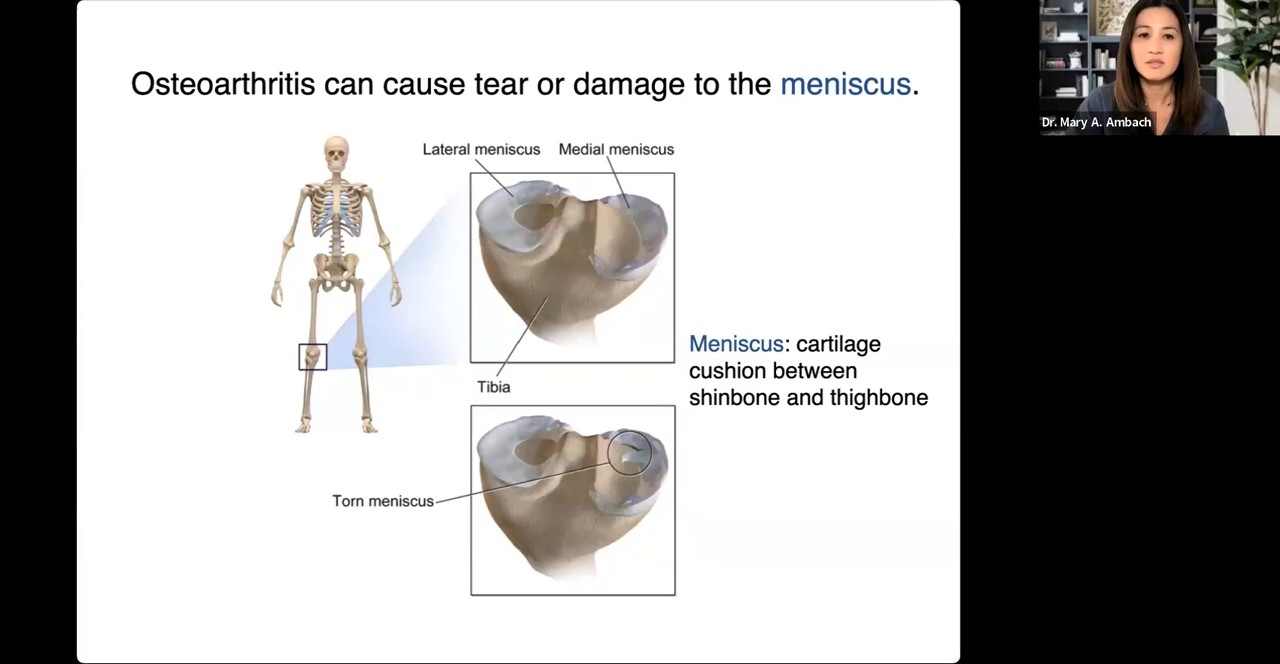 Osteoarthritis can cause tear or damage to the meniscus.
Dr. Mary A. Ambach
Lateral meniscus
Medial meniscus
Tibia
Meniscus: cartilage
cushion between
shinbone and thighbone
Torn meniscus